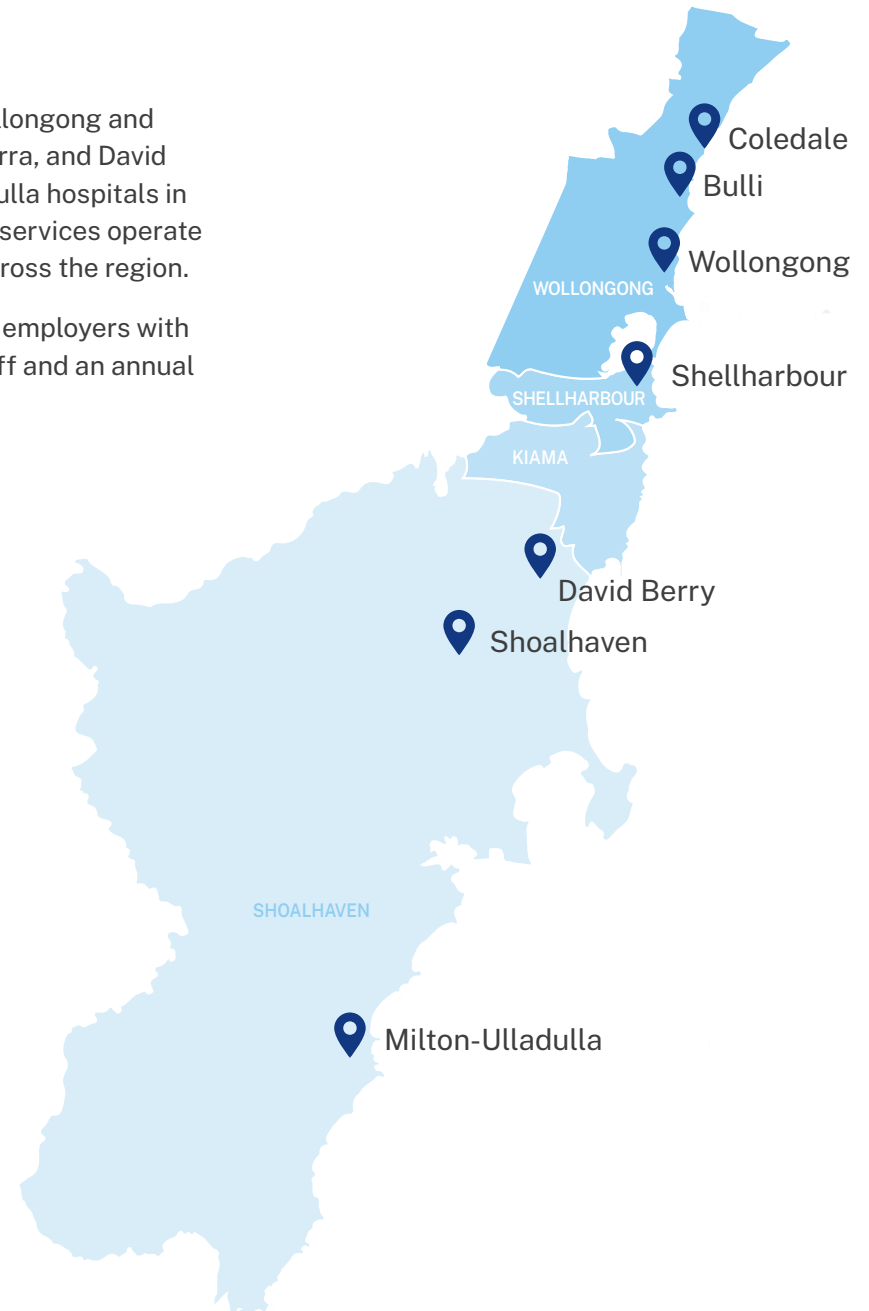 llongong and
rra, and David
ulla hospitals in
services operate
ross the region.
employers with
ff and an annual
Coledale
Bulli
Wollongong
WOLLONGONG
Shellharbour
SHELLHARBOUR
KIAMA
David Berry
Shoalhaven
SHOALHAVEN
Milton-Ulladulla